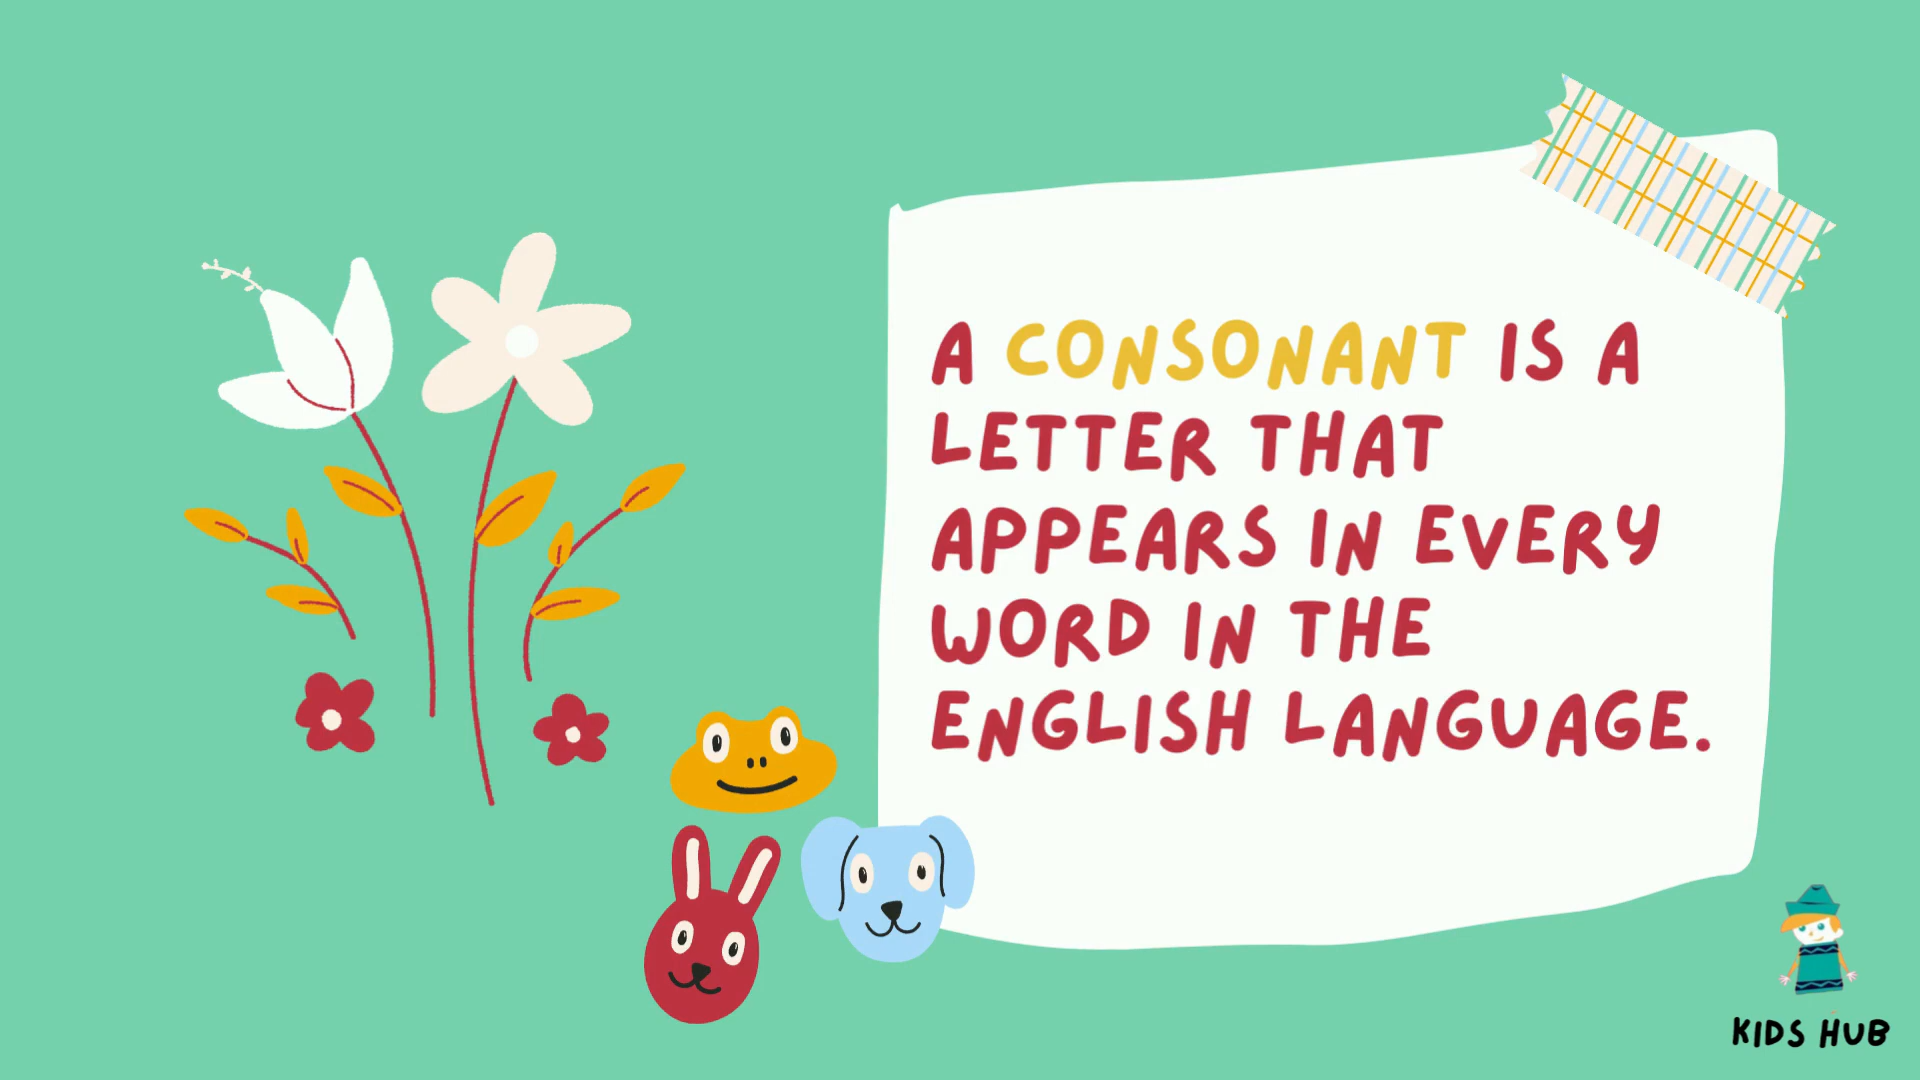 A CONSONANT IS A
LETTER THAT
APPEARS IN EVERY
WORD IN THE
ENGLISH LANGUAGE.
KIDS HUB